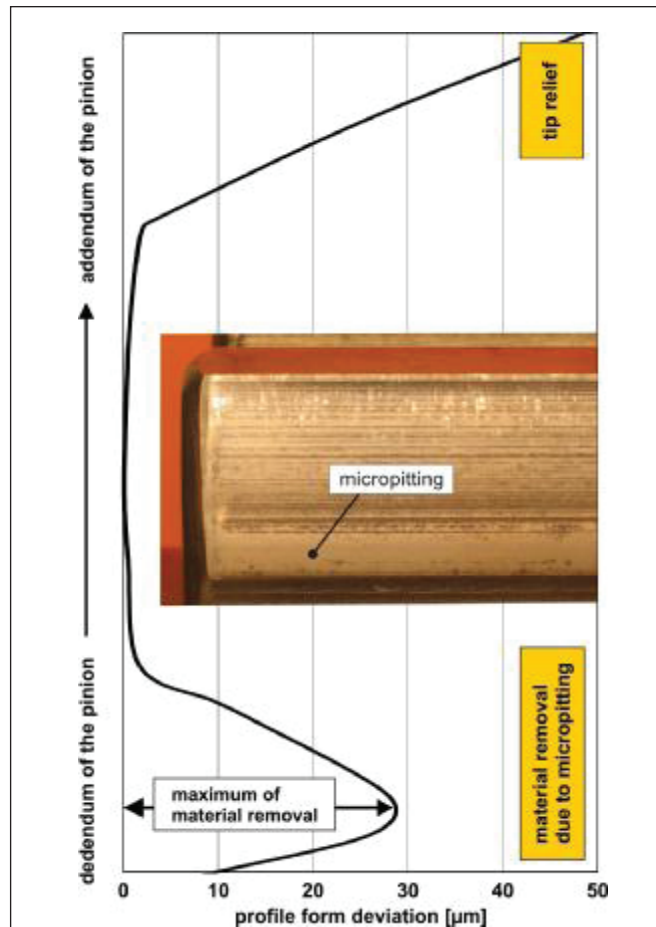 addendum of the pinion
tip relief
micropitting
dedendum of the pinion
maximum of
material removal
material removal
due to micropitting
0 10 20 30 40 50
profile form deviation [µm]